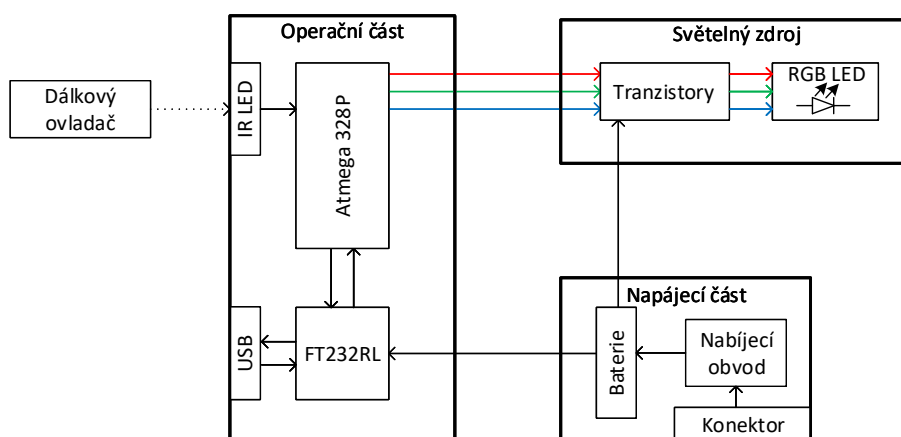 Operační část
Světelný zdroj
Dálkový
ovladač
IR LED
Atmega 328P
Tranzistory
RGB LED
Napájecí část
USB
FT232RL
Baterie
Nabíjecí
obvod
Konektor